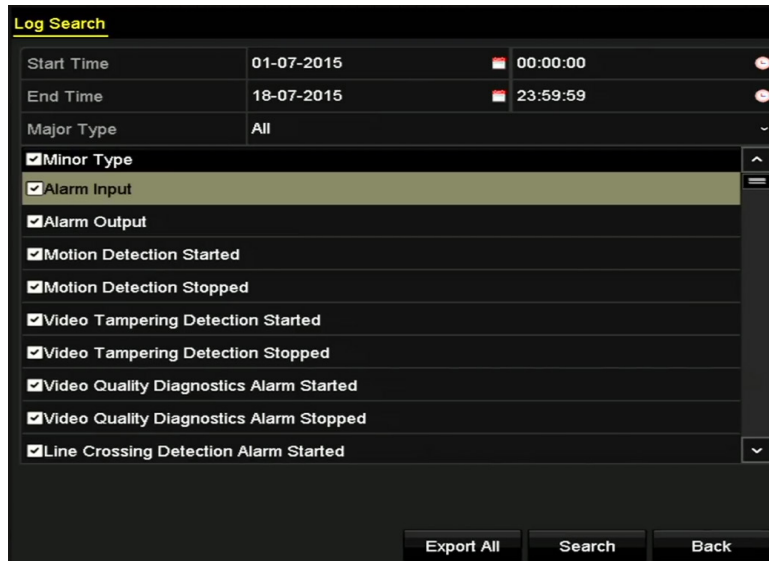 Log Search
Start Time 01-07-2015 00:00:00
End Time 18-07-2015 23:59:59
Major Type All
Minor Type
Alarm Input
Alarm Output
Motion Detection Started
Motion Detection Stopped
Video Tampering Detection Started
Video Tampering Detection Stopped
Video Quality Diagnostics Alarm Started
Video Quality Diagnostics Alarm Stopped
Line Crossing Detection Alarm Started
Export All Search Back